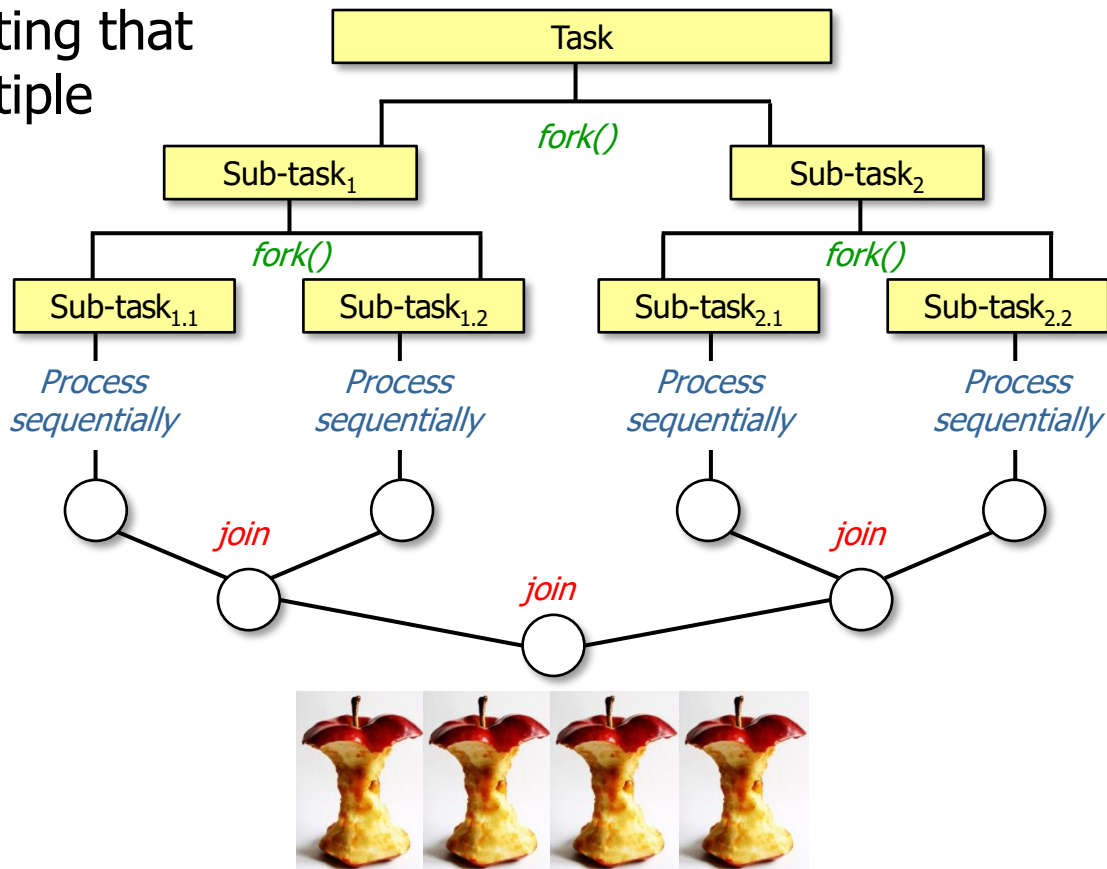 ting that
tiple
Task
fork()
Sub-task1
Sub-task2
fork()
fork()
Sub-task1.1
Sub-task1.2
Sub-task2.1
Sub-task2.2
Process
sequentially
Process
sequentially
Process
sequentially
Process
sequentially
join
join
join